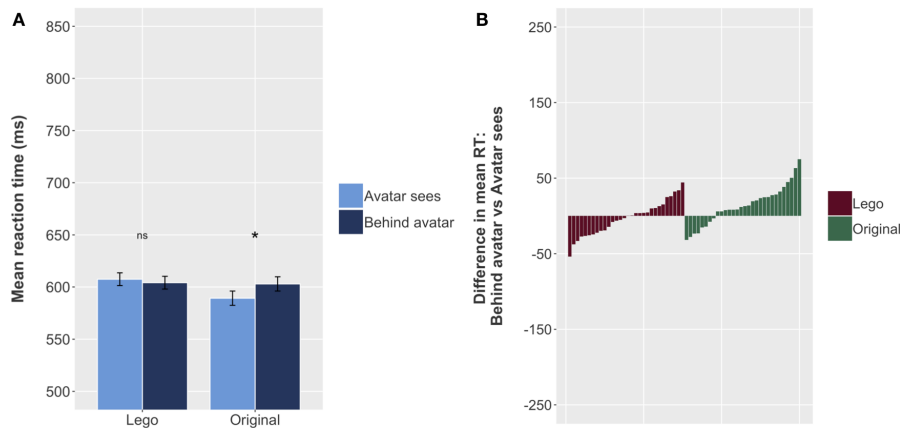 A
Mean reaction time (ms)
850
800
750
700
650
600
550
500
ns
*
Lego
Original
Avatar sees
Behind avatar
B
Difference in mean RT:
Behind avatar vs Avatar sees
250
150
50
-50
-150
-250
Lego
Original